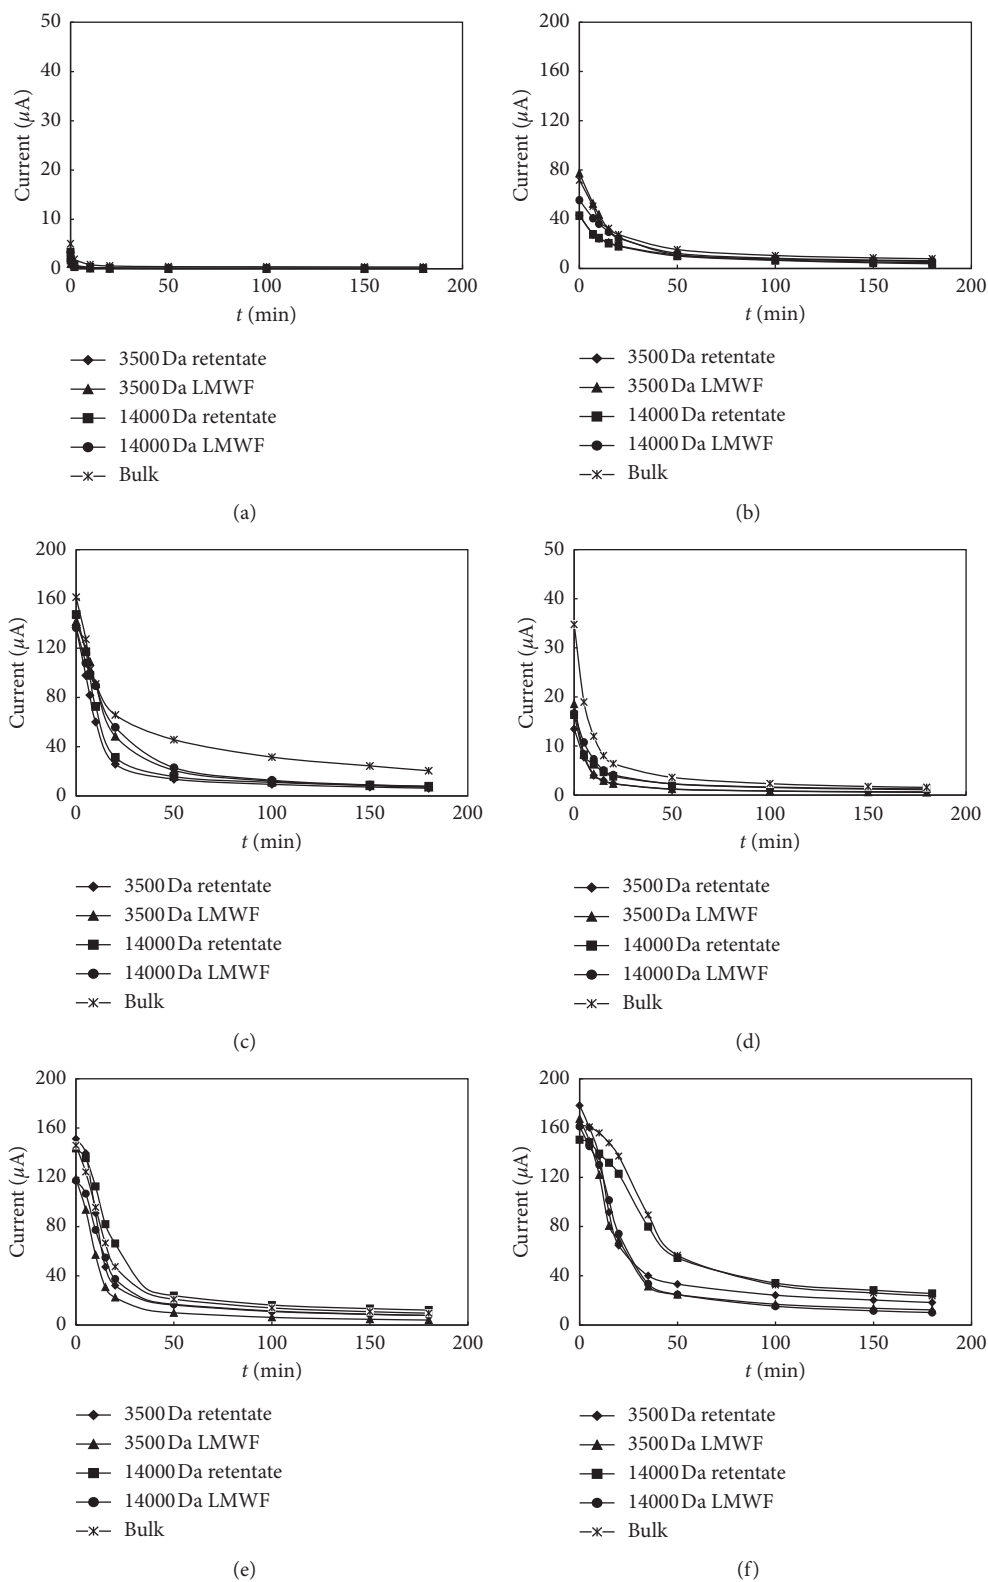 50
40
30
20
10
0
Current (μA)
0 50 100 150 200
t (min)
3500 Da retentate
3500 Da LMWF
14000 Da retentate
14000 Da LMWF
Bulk
(a)
200
160
120
80
40
0
Current (μA)
0 50 100 150 200
t (min)
3500 Da retentate
3500 Da LMWF
14000 Da retentate
14000 Da LMWF
Bulk
(b)
200
160
120
80
40
0
Current (μA)
0 50 100 150 200
t (min)
3500 Da retentate
3500 Da LMWF
14000 Da retentate
14000 Da LMWF
Bulk
(c)
50
40
30
20
10
0
Current (μA)
0 50 100 150 200
t (min)
3500 Da retentate
3500 Da LMWF
14000 Da retentate
14000 Da LMWF
Bulk
(d)
200
160
120
80
40
0
Current (μA)
0 50 100 150 200
t (min)
3500 Da retentate
3500 Da LMWF
14000 Da retentate
14000 Da LMWF
Bulk
(e)
200
160
120
80
40
0
Current (μA)
0 50 100 150 200
t (min)
3500 Da retentate
3500 Da LMWF
14000 Da retentate
14000 Da LMWF
Bulk
(f)